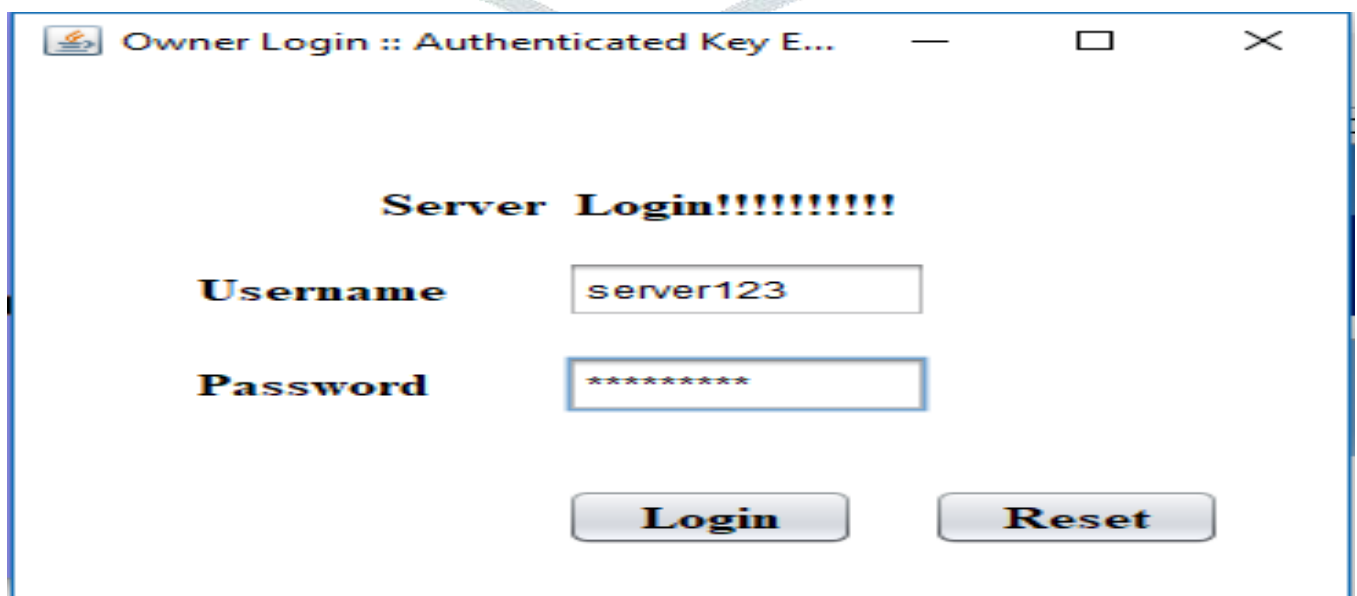 Owner Login :: Authenticated Key E...
Server Login!!!!!!!!!!
Username server123
Password *********
Login Reset